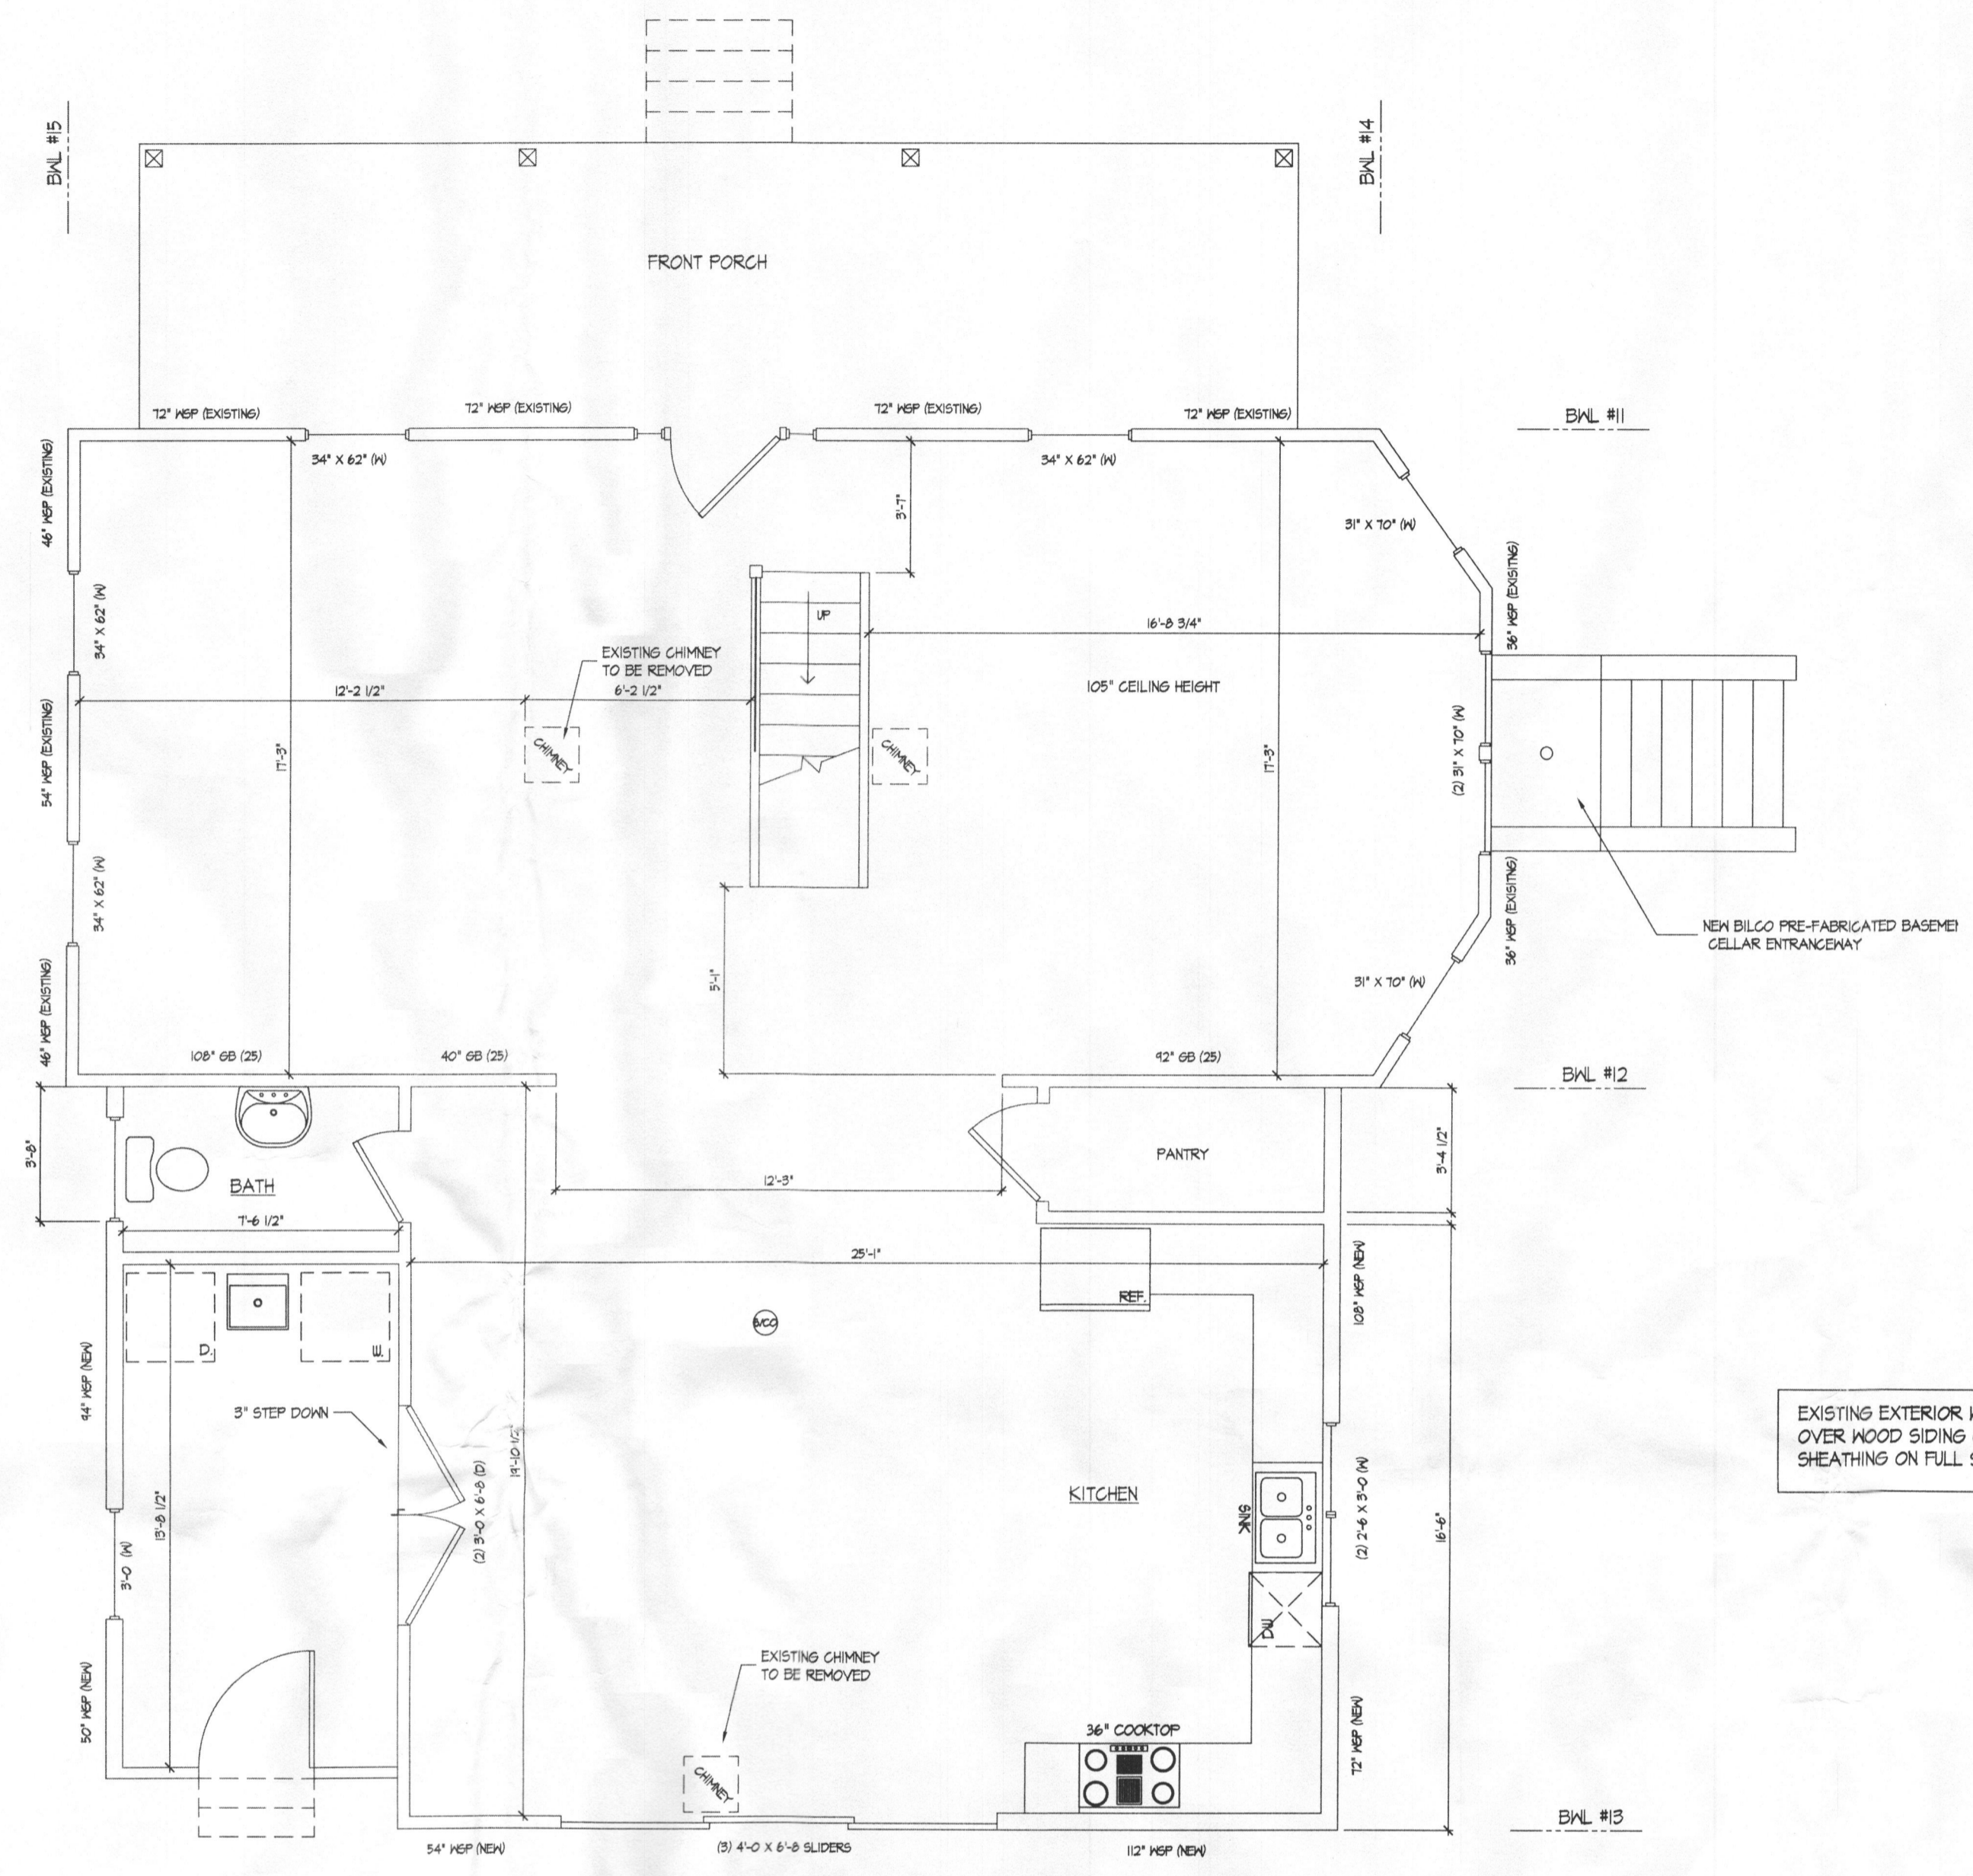 BWL #15
BWL #14
FRONT PORCH
72" WSP (EXISTING)
72" WSP (EXISTING)
72" WSP (EXISTING)
72" WSP (EXISTING)
BWL #11
34" X 62" (W)
34" X 62" (W)
46" WSP (EXISTING)
3'-7"
31" X 70" (W)
36" WSP (EXISITNG)
34" X 62" (W)
UP
16'-8 3/4"
EXISTING CHIMNEY
TO BE REMOVED
12'-2 1/2"
6'-2 1/2"
105" CEILING HEIGHT
54" WSP (EXISTING)
17'-3"
CHIMNEY
CHIMNEY
17'-3"
(2) 31" X 70" (W)
34" X 62" (W)
36" WSP (EXISITNG)
NEW BILCO PRE-FABRICATED BASEME
CELLAR ENTRANCEWAY
5'-1"
31" X 70" (W)
46" WSP (EXISTING)
108" GB (25)
40" GB (25)
92" GB (25)
BWL #12
3'-8"
BATH
7'-6 1/2"
12'-3"
PANTRY
3'-4 1/2"
25'-1"
REF.
108" WSP (NEW)
S/CO
D.
W.
94" WSP (NEW)
3" STEP DOWN
EXISTING EXTERIOR W
OVER WOOD SIDING
SHEATHING ON FULL S
19'-10 1/2"
(2) 3'-0 X 6'-8 (D)
KITCHEN
SINK
(2) 2'-6 X 3'-0 (W)
16'-6"
13'-8 1/2"
3'-0 (W)
DW
50" WSP (NEW)
EXISTING CHIMNEY
TO BE REMOVED
36" COOKTOP
72" WSP (NEW)
CHIMNEY
BWL #13
54" WSP (NEW)
(3) 4'-0 X 6'-8 SLIDERS
112" WSP (NEW)